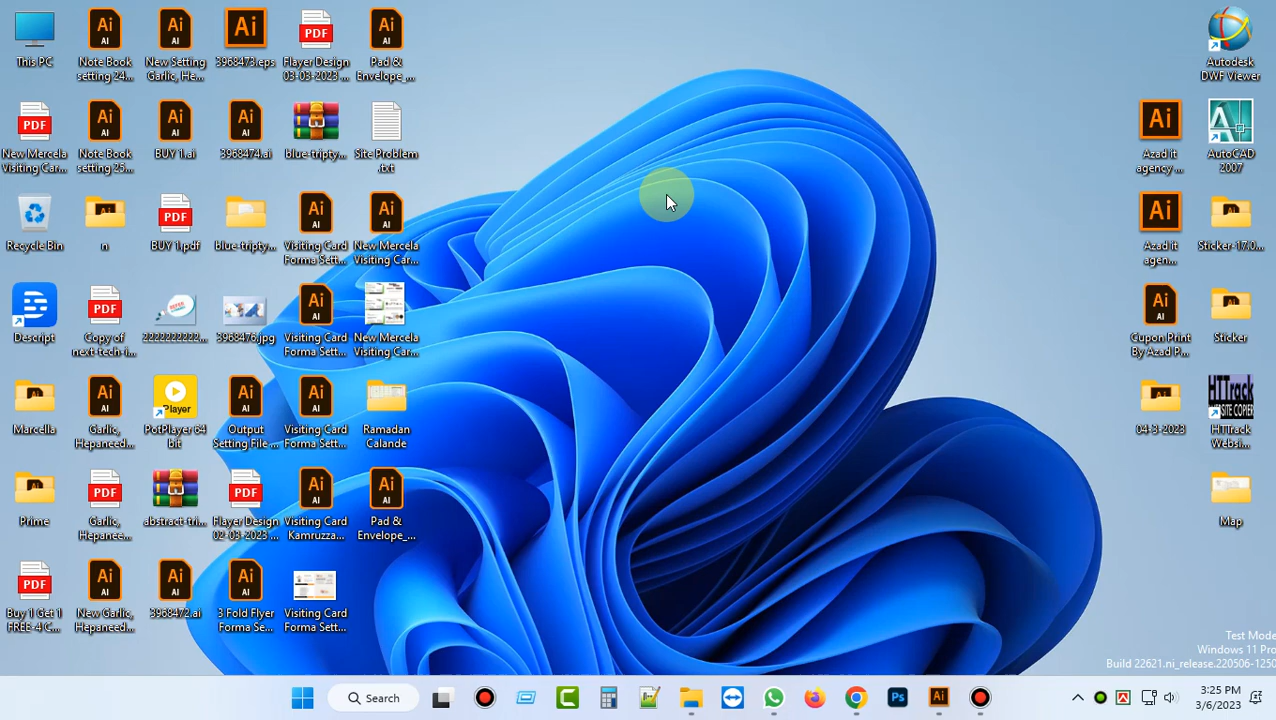 This PC
Note Book
setting 24...
New Setting
Garlic, He...
3968473.eps
Flayer Design
03-03-2023 ...
Pad &
Envelope_...
Autodesk
DWF Viewer
New Mercela
Visiting Car...
Note Book
setting 25...
BUY 1.ai
3968474.ai
blue-tripty...
Site Problem
.txt
Azad it
agency ...
AutoCAD
2007
Recycle Bin
n
BUY 1.pdf
blue-tripty...
Visiting Card
Forma Sett...
New Mercela
Visiting Car...
Azad it
agen...
Sticker-17.0...
Descript
Copy of
next-tech-i...
2222222222...
3968476.jpg
Visiting Card
Forma Sett...
New Mercela
Visiting Car...
Cupon Print
By Azad P...
Sticker
Marcella
Garlic,
Hepaneed...
PotPlayer 64
bit
Output
Setting File ...
Visiting Card
Forma Sett...
Ramadan
Calande
04-3-2023
HTTrack
Websi...
Prime
Garlic,
Hepanee...
abstract-tri...
Flayer Design
02-03-2023 ...
Visiting Card
Kamruzza...
Pad &
Envelope_...
Map
Buy 1 Get 1
FREE-4 C...
New Garlic,
Hepaneed...
3968472.ai
3 Fold Flyer
Forma Se...
Visiting Card
Forma Sett...
Test Mode
Windows 11 Pro
Build 22621.ni_release.220506-1250
Search
3:25 PM
3/6/2023